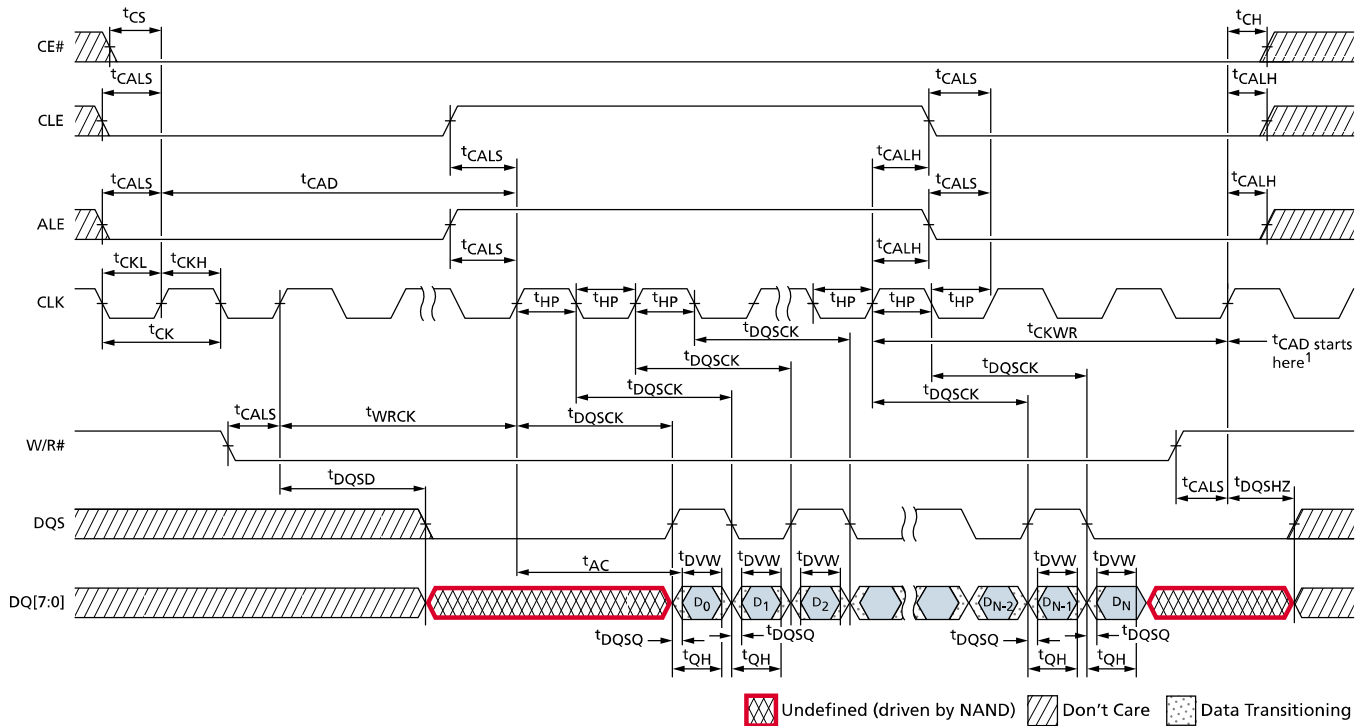 tCS
tCH
CE#
tCALS
tCALS
tCALH
CLE
tCALS
tCALH
tCALS
tCAD
tCALS
tCALH
ALE
tCALS
tCALH
tCKL
tCKH
CLK
tHP
tHP
tHP
tHP
tHP
tHP
tCK
tDQSCK
tCKWR
tCAD starts
here1
tDQSCK
tDQSCK
tDQSCK
tDQSCK
tCALS
tWRCK
tDQSCK
W/R#
tDQSD
tCALS
tDQSHZ
DQS
tAC
tDVW
tDVW
tDVW
tDVW
tDVW
DQ[7:0]
D0
D1
D2
DN-2
DN-1
DN
tDQSQ
tDQSQ
tDQSQ
tDQSQ
tQH
tQH
tQH
tQH
Undefined (driven by NAND)
Don't Care
Data Transitioning